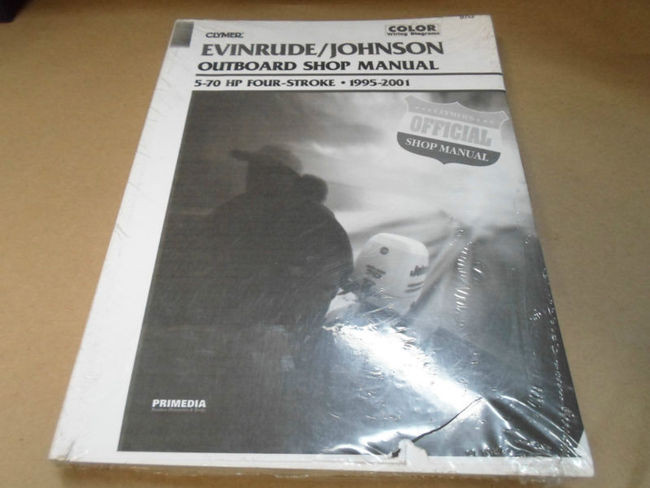 CLYMER
COLOR
Wiring Diagrams
EVINRUDE/JOHNSON
OUTBOARD SHOP MANUAL
5-70 HP FOUR-STROKE • 1995-2001
CLYMER
OFFICIAL
SHOP MANUAL
PRIMEDIA